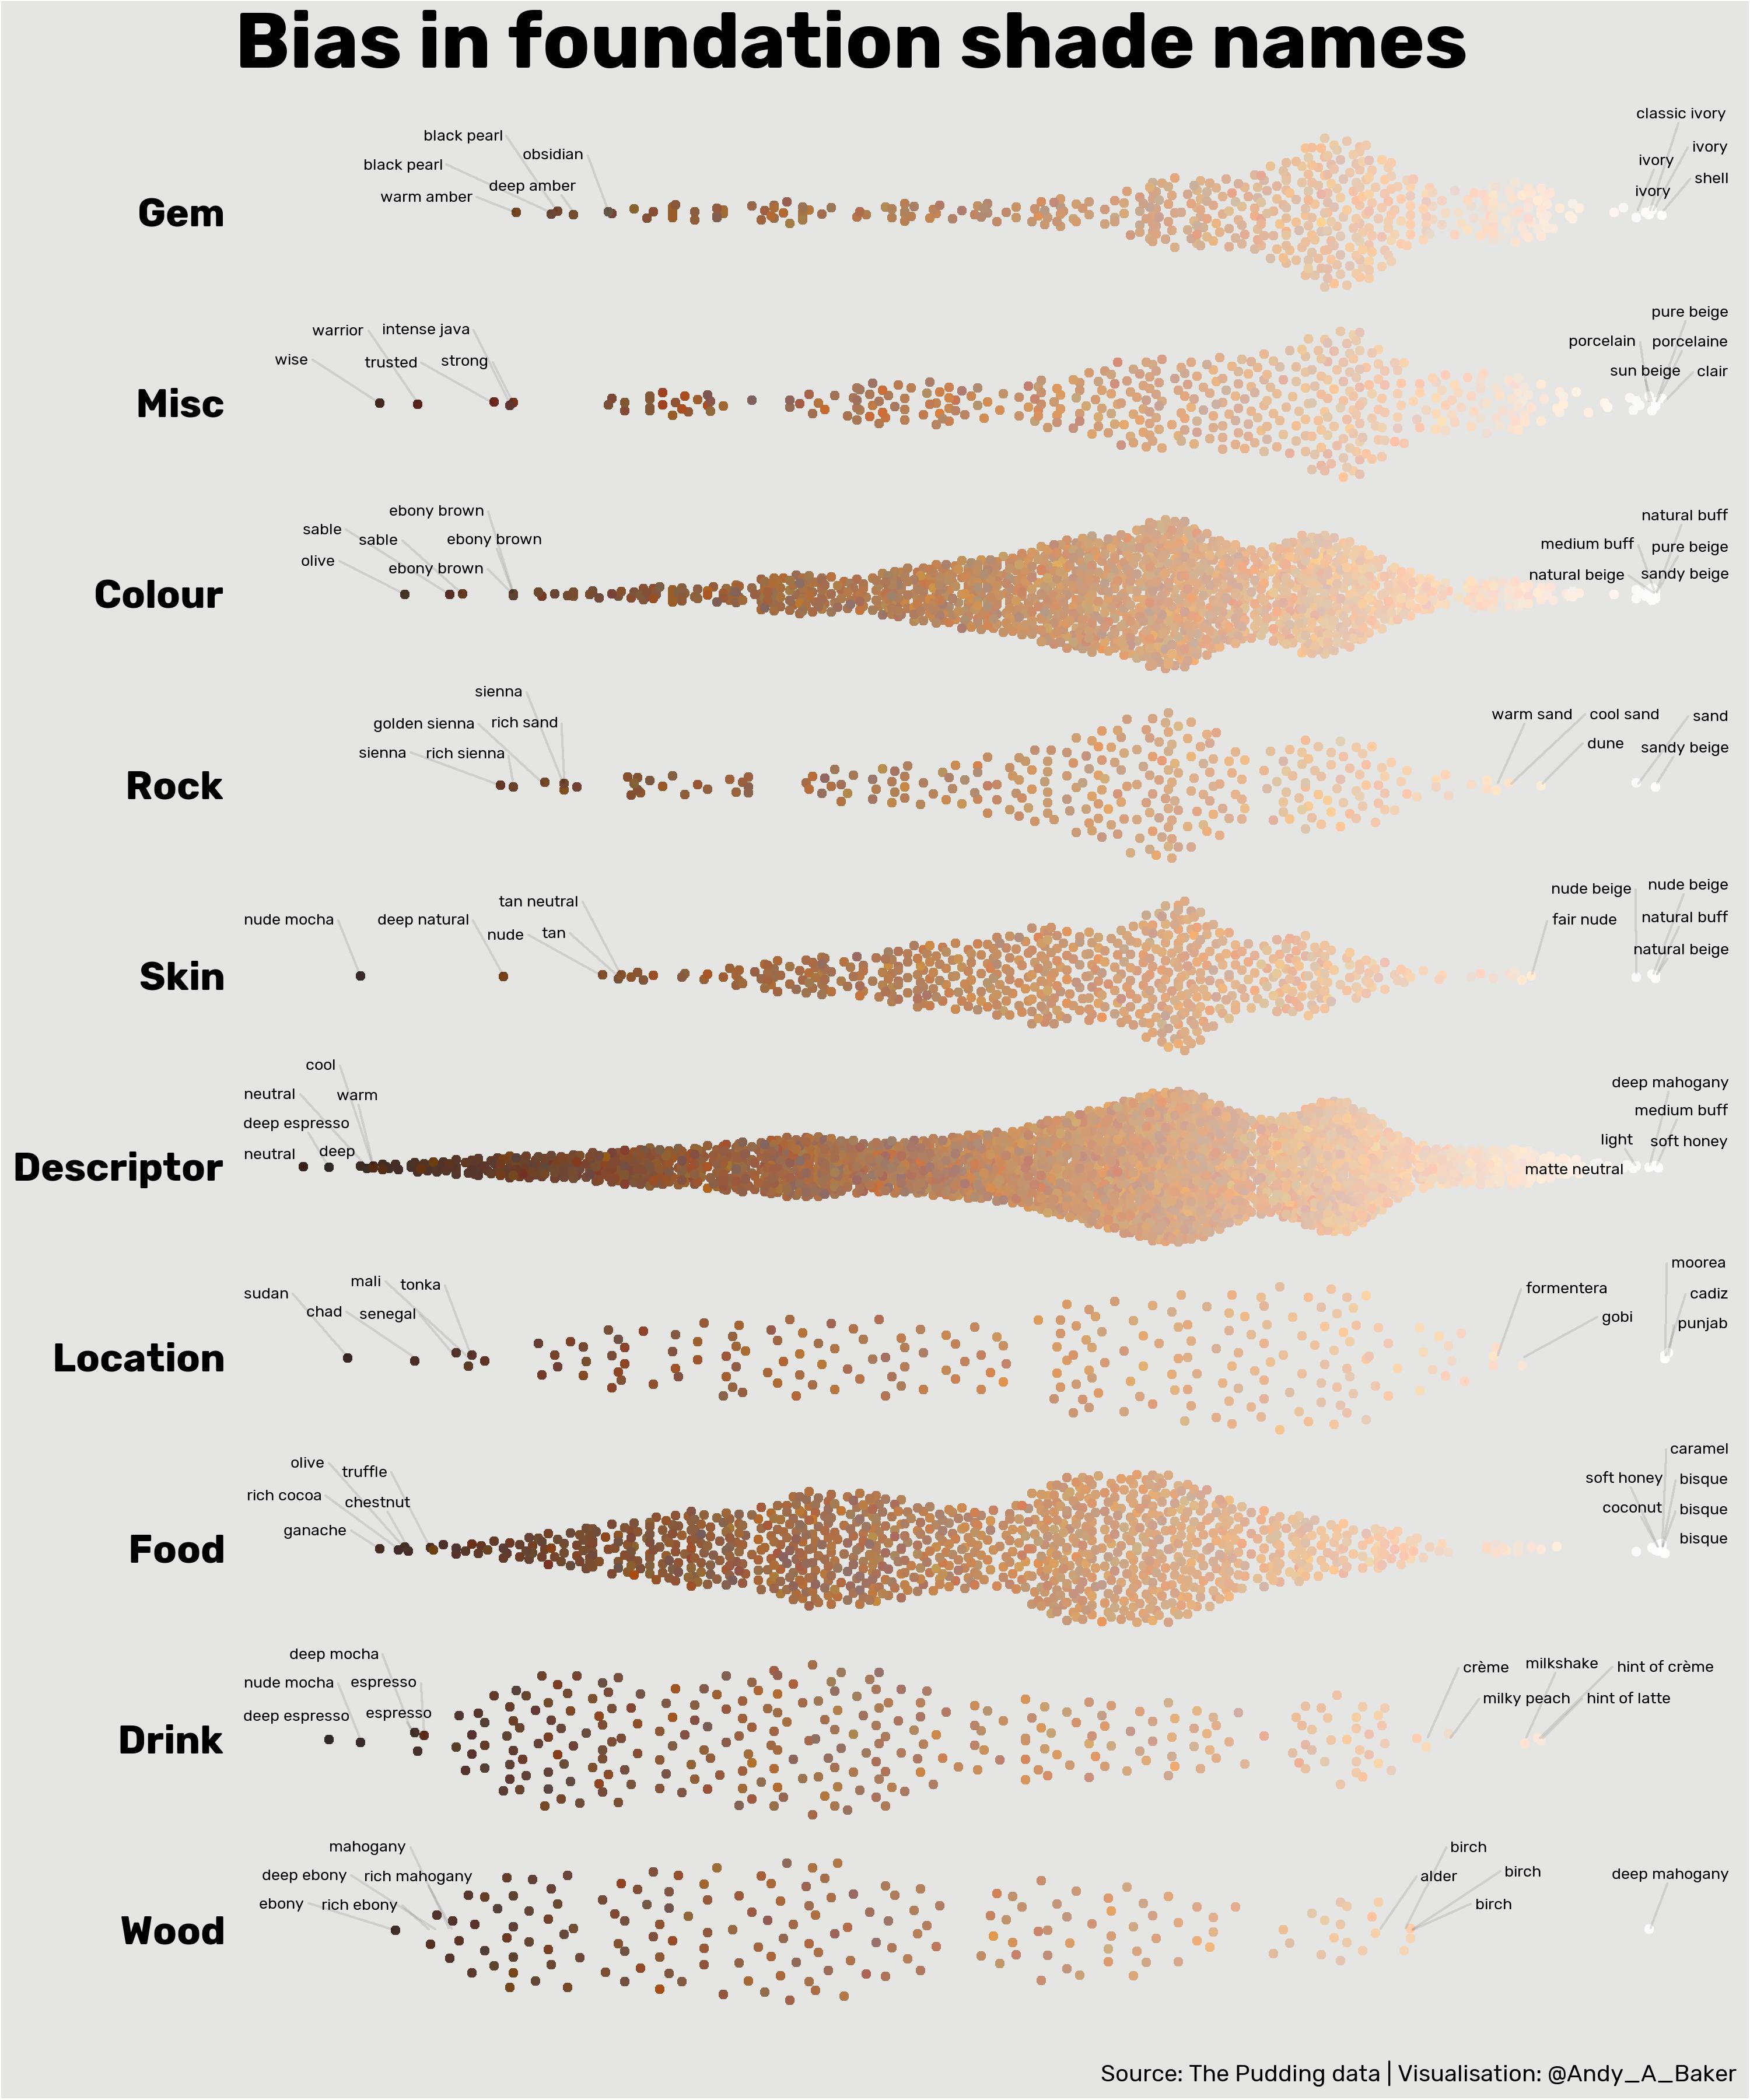 Bias in foundation shade names
Gem
black pearl
black pearl
obsidian
deep amber
warm amber
classic ivory
ivory
ivory
shell
ivory
Misc
warrior
intense java
wise
trusted
strong
pure beige
porcelain
porcelaine
sun beige
clair
Colour
ebony brown
sable
sable
ebony brown
olive
ebony brown
natural buff
medium buff
pure beige
natural beige
sandy beige
Rock
sienna
golden sienna
rich sand
sienna
rich sienna
warm sand
cool sand
sand
dune
sandy beige
Skin
tan neutral
nude mocha
deep natural
nude
tan
nude beige
nude beige
fair nude
natural buff
natural beige
Descriptor
cool
neutral
warm
deep espresso
neutral
deep
deep mahogany
medium buff
light
soft honey
matte neutral
Location
mali
tonka
sudan
chad
senegal
moorea
formentera
cadiz
gobi
punjab
Food
olive
truffle
rich cocoa
chestnut
ganache
caramel
soft honey
bisque
coconut
bisque
bisque
Drink
deep mocha
nude mocha
espresso
deep espresso
espresso
crème
milkshake
hint of crème
milky peach
hint of latte
Wood
mahogany
deep ebony
rich mahogany
ebony
rich ebony
birch
alder
birch
deep mahogany
birch
Source: The Pudding data | Visualisation: @Andy_A_Baker